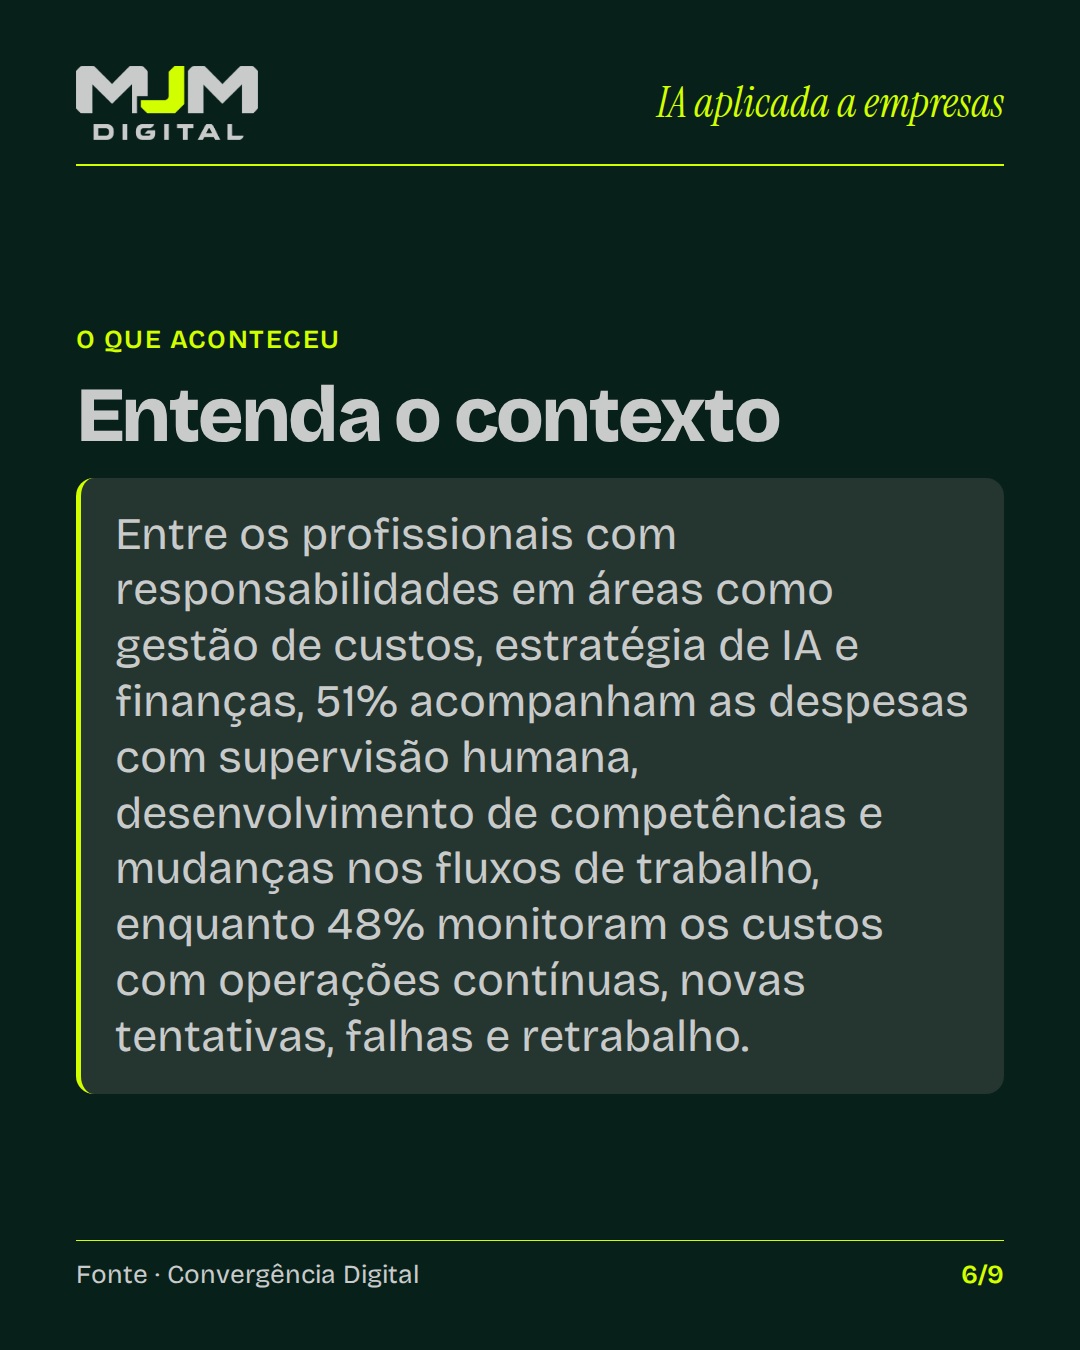 MJM
DIGITAL
IA aplicada a empresas
O QUE ACONTECEU
Entenda o contexto
Entre os profissionais com
responsabilidades em áreas como
gestão de custos, estratégia de IA e
finanças, 51% acompanham as despesas
com supervisão humana,
desenvolvimento de competências e
mudanças nos fluxos de trabalho,
enquanto 48% monitoram os custos
com operações contínuas, novas
tentativas, falhas e retrabalho.
Fonte · Convergência Digital
6/9